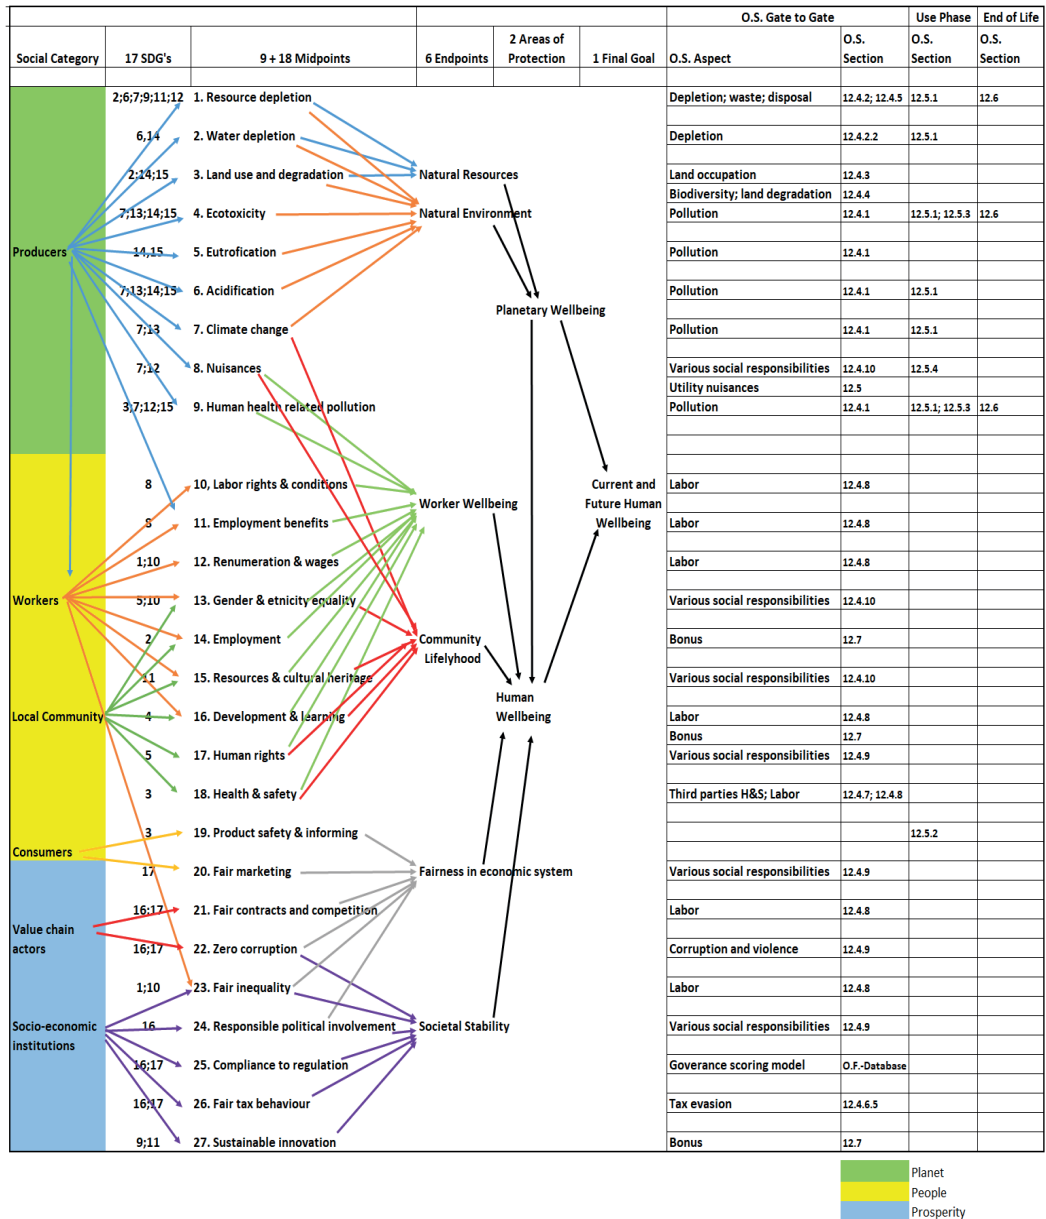 O.S. Gate to Gate Use Phase End of Life
Social Category 17 SDG's 9 + 18 Midpoints 6 Endpoints 2 Areas of Protection 1 Final Goal O.S. Aspect O.S. Section O.S. Section O.S. Section
2;6;7;9;11;12 1. Resource depletion Depletion; waste; disposal 12.4.2; 12.4.5 12.5.1 12.6
6,14 2. Water depletion Depletion 12.4.2.2 12.5.1
2;14;15 3. Land use and degradation Natural Resources Land occupation 12.4.3
Biodiversity; land degradation 12.4.4
7;13;14;15 4. Ecotoxicity Natural Environment Pollution 12.4.1 12.5.1; 12.5.3 12.6
Producers 14,15 5. Eutrofication Pollution 12.4.1
7;13;14;15 6. Acidification Pollution 12.4.1 12.5.1
Planetary Wellbeing
7;13 7. Climate change Pollution 12.4.1 12.5.1
7;12 8. Nuisances Various social responsibilities 12.4.10 12.5.4
Utility nuisances 12.5
3;7;12;15 9. Human health related pollution Pollution 12.4.1 12.5.1; 12.5.3 12.6
8 10, Labor rights & conditions Current and Labor 12.4.8
Worker Wellbeing Future Human
8 11. Employment benefits Wellbeing Labor 12.4.8
1;10 12. Renumeration & wages Labor 12.4.8
Workers 5;10 13. Gender & etnicity equality Various social responsibilities 12.4.10
2 14. Employment Community Bonus 12.7
Lifelyhood
11 15. Resources & cultural heritage Various social responsibilities 12.4.10
Human
Local Community 4 16. Development & learning Wellbeing Labor 12.4.8
Bonus 12.7
5 17. Human rights Various social responsibilities 12.4.9
3 18. Health & safety Third parties H&S; Labor 12.4.7; 12.4.8
3 19. Product safety & informing 12.5.2
Consumers
17 20. Fair marketing Fairness in economic system Various social responsibilities 12.4.9
16;17 21. Fair contracts and competition Labor 12.4.8
Value chain
actors 16;17 22. Zero corruption Corruption and violence 12.4.9
1;10 23. Fair inequality Labor 12.4.8
Socio-economic 16 24. Responsible political involvement Societal Stability Various social responsibilities 12.4.9
institutions
16;17 25. Compliance to regulation Goverance scoring model O.F.-Database
16;17 26. Fair tax behaviour Tax evasion 12.4.6.5
9;11 27. Sustainable innovation Bonus 12.7
Planet
People
Prosperity